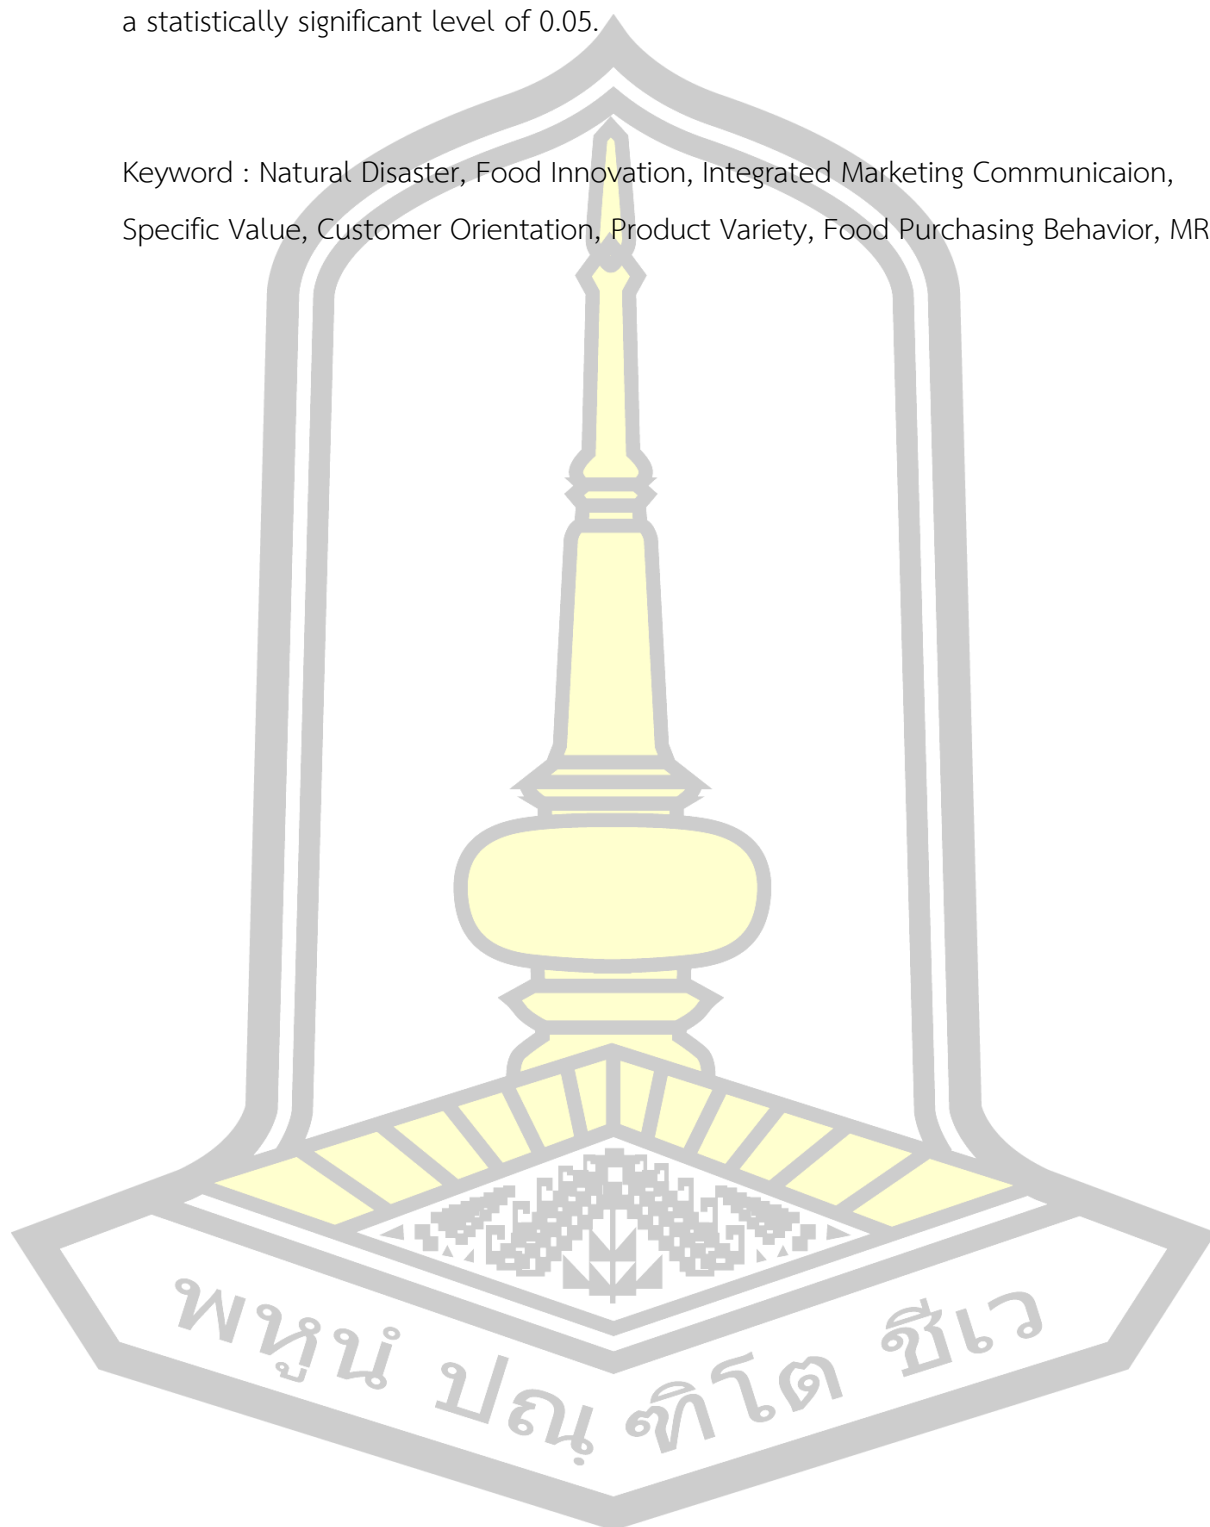 a statistically significant level of 0.05.
Keyword : Natural Disaster, Food Innovation, Integrated Marketing Communicaion,
Specific Value, Customer Orientation, Product Variety, Food Purchasing Behavior, MR
พหูนํ ปณฺฑิโต ชีเว